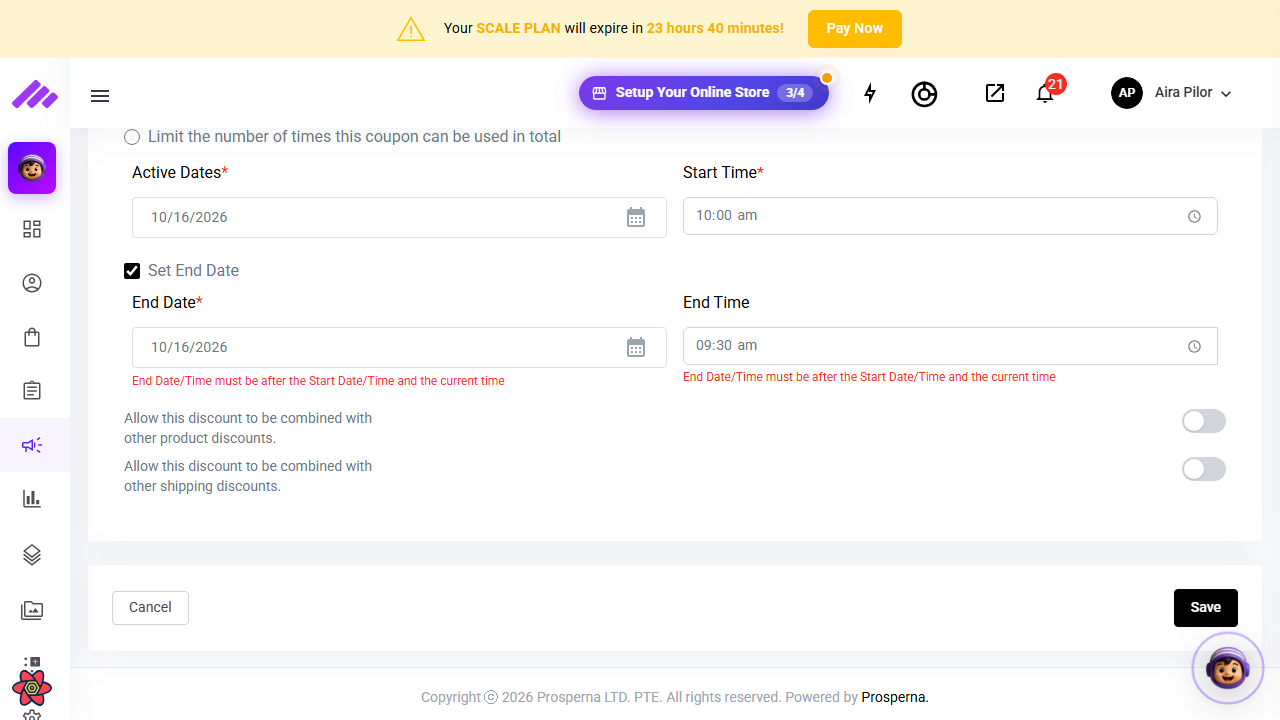 Your SCALE PLAN will expire in 23 hours 40 minutes!
Pay Now
Setup Your Online Store 3/4
21
AP
Aira Pilor
Limit the number of times this coupon can be used in total
Active Dates*
Start Time*
10/16/2026
10:00 am
Set End Date
End Date*
End Time
10/16/2026
09:30 am
End Date/Time must be after the Start Date/Time and the current time
End Date/Time must be after the Start Date/Time and the current time
Allow this discount to be combined with
other product discounts.
Allow this discount to be combined with
other shipping discounts.
Cancel
Save
Copyright © 2026 Prosperna LTD. PTE. All rights reserved. Powered by Prosperna.